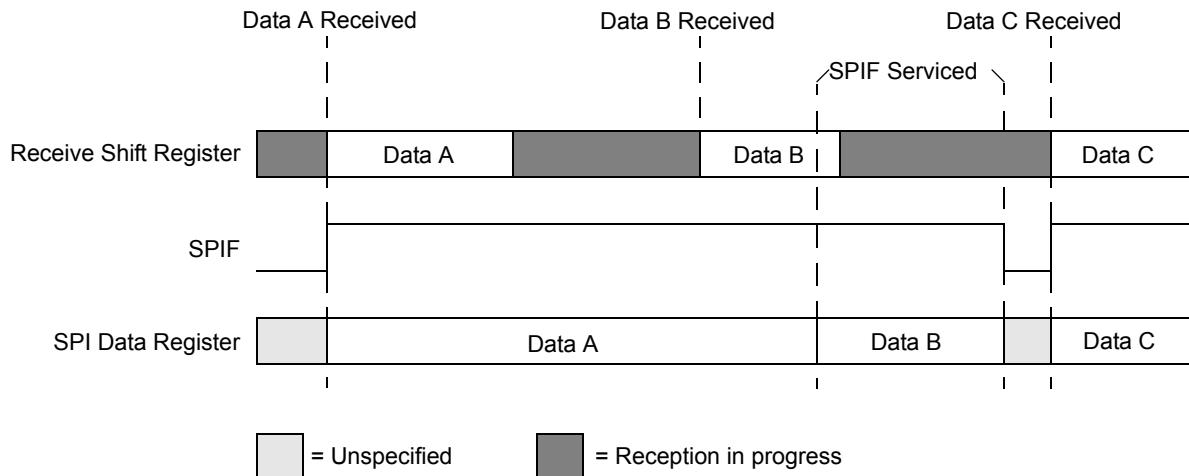 Data A Received
Data B Received
Data C Received
SPIF Serviced
Receive Shift Register
Data A
Data B
Data C
SPIF
SPI Data Register
Data A
Data B
Data C
= Unspecified
= Reception in progress